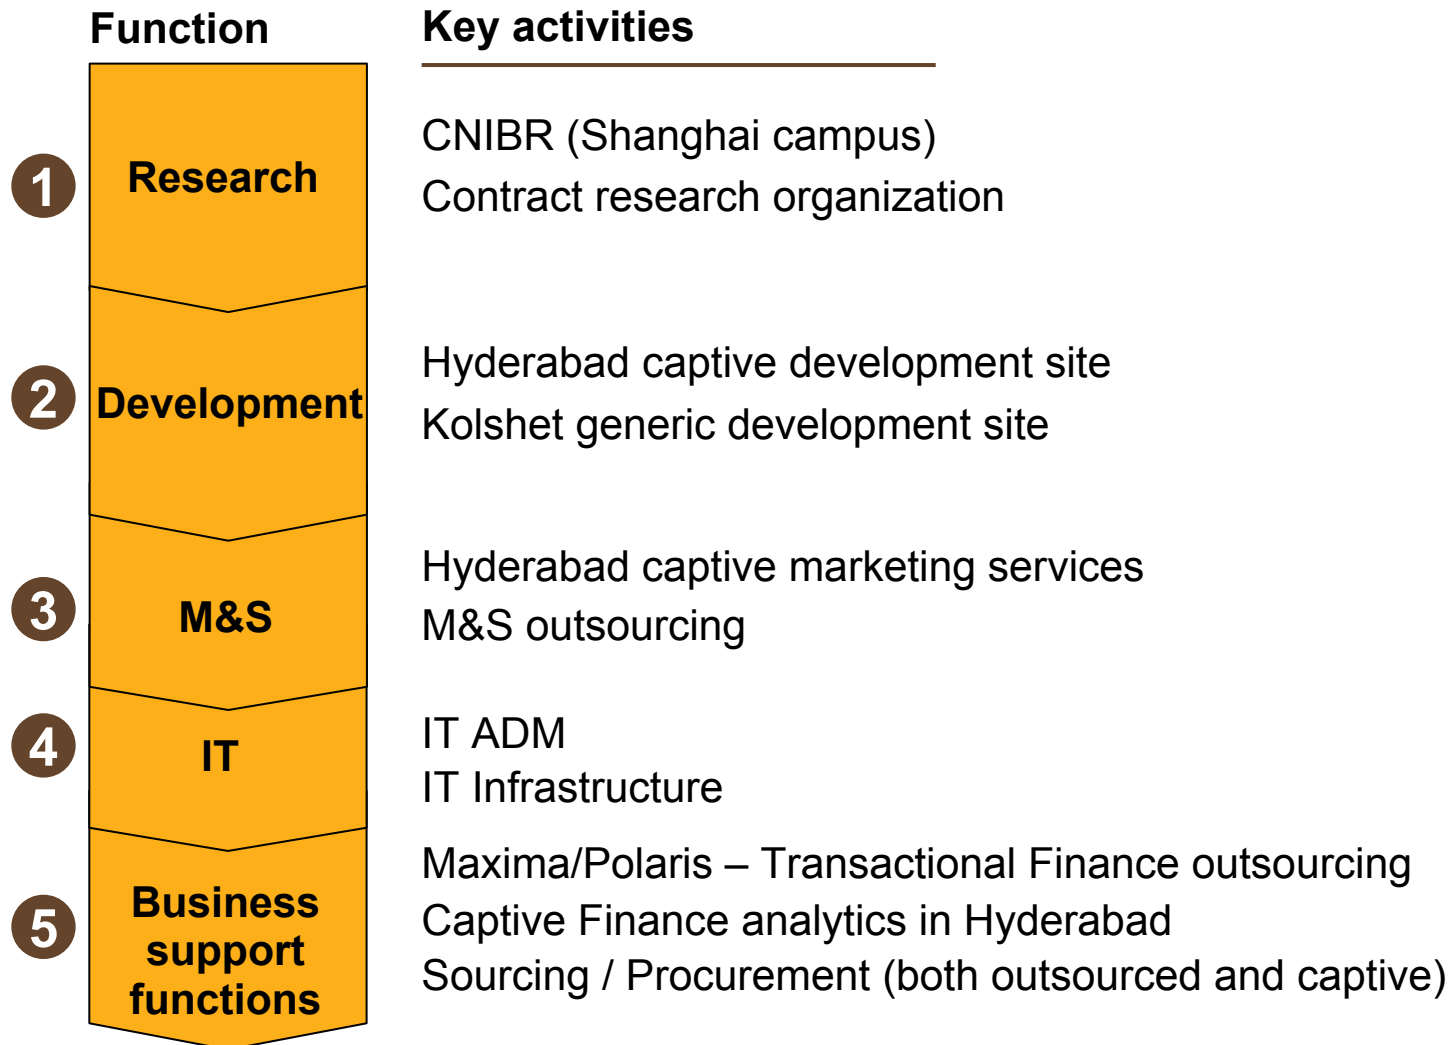 Function
Key activities
1
Research
CNIBR (Shanghai campus)
Contract research organization
2
Development
Hyderabad captive development site
Kolshet generic development site
3
M&S
Hyderabad captive marketing services
M&S outsourcing
4
IT
IT ADM
IT Infrastructure
5
Business
support
functions
Maxima/Polaris – Transactional Finance outsourcing
Captive Finance analytics in Hyderabad
Sourcing / Procurement (both outsourced and captive)